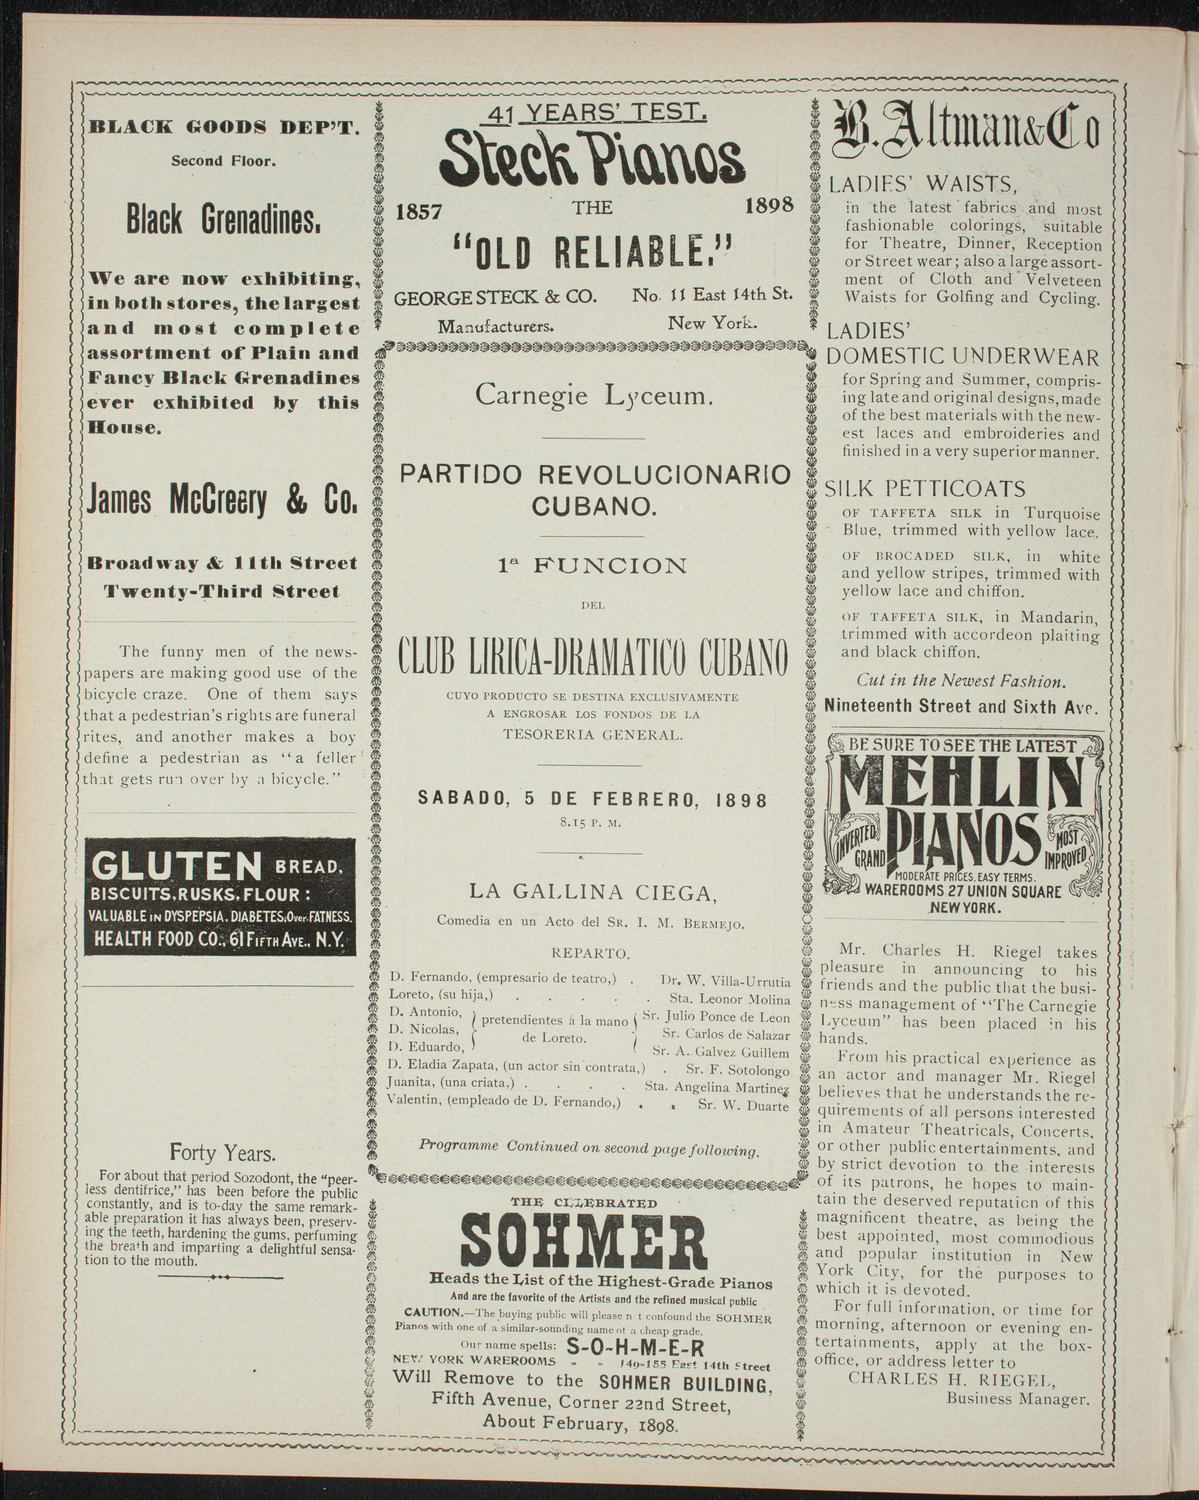 BLACK GOODS DEP'T.
Second Floor.
Black Grenadines.
We are now exhibiting,
in both stores, the largest
and most complete
assortment of Plain and
Fancy Black Grenadines
ever exhibited by this
House.
James McCreery & Co.
Broadway & 11th Street
Twenty-Third Street
The funny men of the news-
papers are making good use of the
bicycle craze. One of them says
that a pedestrian's rights are funeral
rites, and another makes a boy
define a pedestrian as "a feller
that gets run over by a bicycle."
GLUTEN BREAD,
BISCUITS, RUSKS, FLOUR:
VALUABLE IN DYSPEPSIA, DIABETES, Over-FATNESS.
HEALTH FOOD CO., 61 FIFTH AVE., N.Y.
Forty Years.
For about that period Sozodont, the "peer-
less dentifrice," has been before the public
constantly, and is to-day the same remark-
able preparation it has always been, preserv-
ing the teeth, hardening the gums, perfuming
the breath and imparting a delightful sensa-
tion to the mouth.
41 YEARS' TEST.
Steck Pianos
1857 THE 1898
"OLD RELIABLE."
GEORGE STECK & CO. No. 11 East 14th St.
Manufacturers. New York.
Carnegie Lyceum.
PARTIDO REVOLUCIONARIO
CUBANO.
1ª FUNCION
DEL
CLUB LIRICA-DRAMATICO CUBANO
CUYO PRODUCTO SE DESTINA EXCLUSIVAMENTE
A ENGROSAR LOS FONDOS DE LA
TESORERIA GENERAL.
SABADO, 5 DE FEBRERO, 1898
8.15 P. M.
LA GALLINA CIEGA,
Comedia en un Acto del SR. I. M. BERMEJO.
REPARTO.
D. Fernando, (empresario de teatro,) . Dr. W. Villa-Urrutia
Loreto, (su hija,) . . . . . Sta. Leonor Molina
D. Antonio, } pretendientes á la mano { Sr. Julio Ponce de Leon
D. Nicolas, } de Loreto. { Sr. Carlos de Salazar
D. Eduardo, } { Sr. A. Galvez Guillem
D. Eladia Zapata, (un actor sin contrata,) . Sr. F. Sotolongo
Juanita, (una criata,) . . . . Sta. Angelina Martinez
Valentin, (empleado de D. Fernando,) . . Sr. W. Duarte
Programme Continued on second page following.
THE CELEBRATED
SOHMER
Heads the List of the Highest-Grade Pianos
And are the favorite of the Artists and the refined musical public
CAUTION.—The buying public will please n t confound the SOHMER
Pianos with one of a similar-sounding name of a cheap grade.
Our name spells: S-O-H-M-E-R
NEW YORK WAREROOMS - - 149-155 East 14th Street
Will Remove to the SOHMER BUILDING,
Fifth Avenue, Corner 22nd Street,
About February, 1898.
B. Altman & Co
LADIES' WAISTS,
in the latest fabrics and most
fashionable colorings, suitable
for Theatre, Dinner, Reception
or Street wear; also a large assort-
ment of Cloth and Velveteen
Waists for Golfing and Cycling.
LADIES'
DOMESTIC UNDERWEAR
for Spring and Summer, compris-
ing late and original designs, made
of the best materials with the new-
est laces and embroideries and
finished in a very superior manner.
SILK PETTICOATS
OF TAFFETA SILK in Turquoise
Blue, trimmed with yellow lace.
OF BROCADED SILK, in white
and yellow stripes, trimmed with
yellow lace and chiffon.
OF TAFFETA SILK, in Mandarin,
trimmed with accordeon plaiting
and black chiffon.
Cut in the Newest Fashion.
Nineteenth Street and Sixth Ave.
BE SURE TO SEE THE LATEST
MEHLIN
INVERTED GRAND PIANOS MOST IMPROVED
MODERATE PRICES. EASY TERMS.
WAREROOMS 27 UNION SQUARE
NEW YORK.
Mr. Charles H. Riegel takes
pleasure in announcing to his
friends and the public that the busi-
ness management of "The Carnegie
Lyceum" has been placed in his
hands.
From his practical experience as
an actor and manager Mr. Riegel
believes that he understands the re-
quirements of all persons interested
in Amateur Theatricals, Concerts,
or other public entertainments, and
by strict devotion to the interests
of its patrons, he hopes to main-
tain the deserved reputation of this
magnificent theatre, as being the
best appointed, most commodious
and popular institution in New
York City, for the purposes to
which it is devoted.
For full information, or time for
morning, afternoon or evening en-
tertainments, apply at the box-
office, or address letter to
CHARLES H. RIEGEL,
Business Manager.